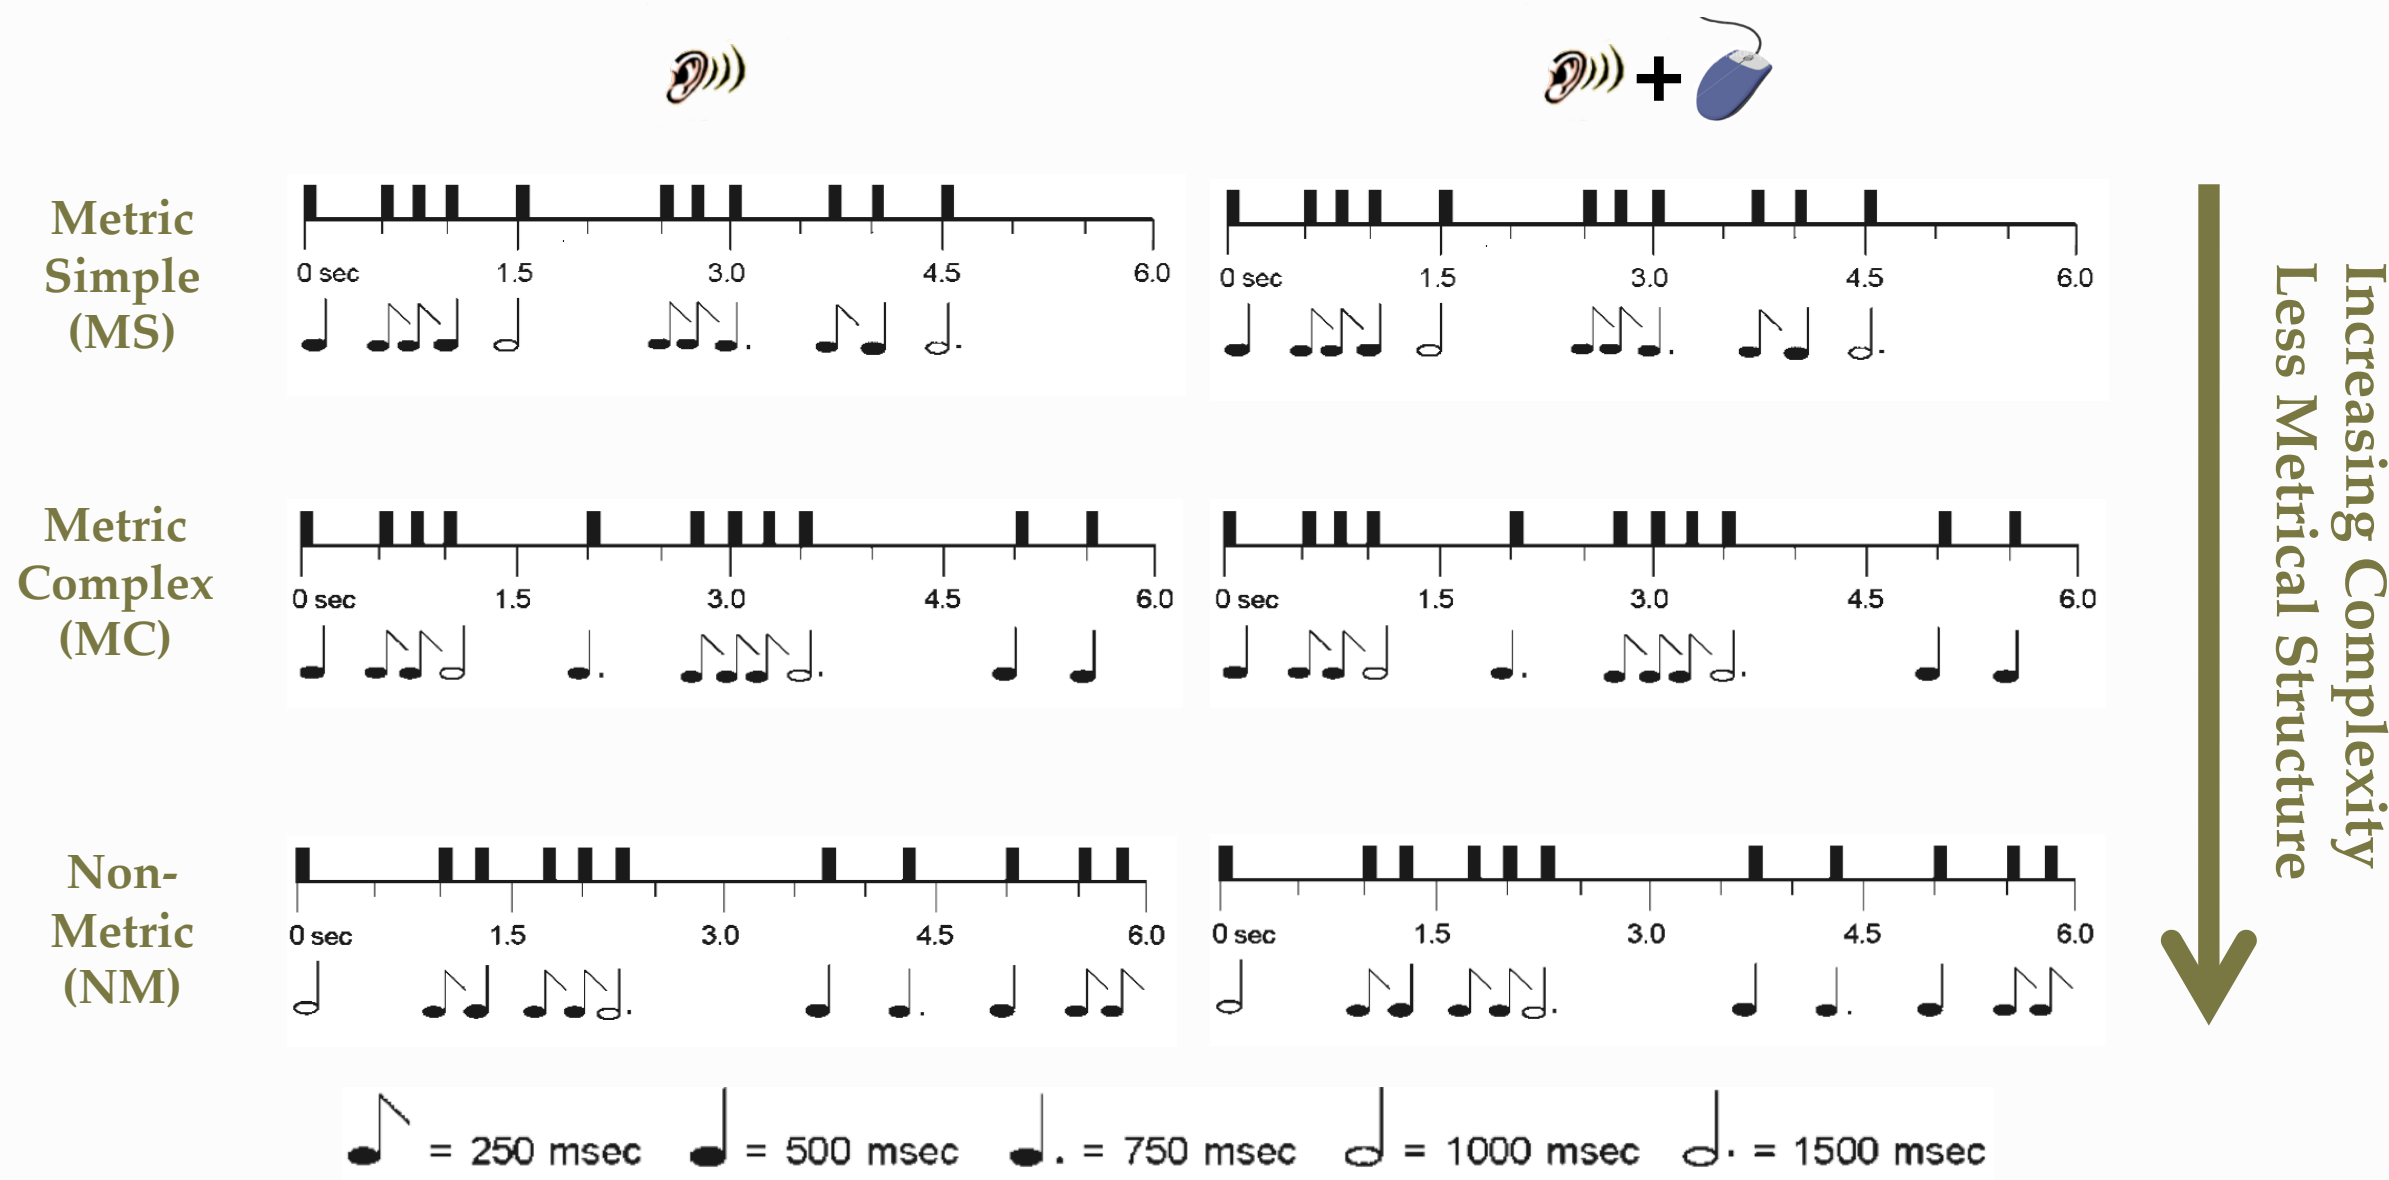 +
Metric
Simple
(MS)
0 sec 1.5 3.0 4.5 6.0
0 sec 1.5 3.0 4.5 6.0
Metric
Complex
(MC)
0 sec 1.5 3.0 4.5 6.0
0 sec 1.5 3.0 4.5 6.0
Non-
Metric
(NM)
0 sec 1.5 3.0 4.5 6.0
0 sec 1.5 3.0 4.5 6.0
Increasing Complexity
Less Metrical Structure
= 250 msec = 500 msec = 750 msec = 1000 msec = 1500 msec